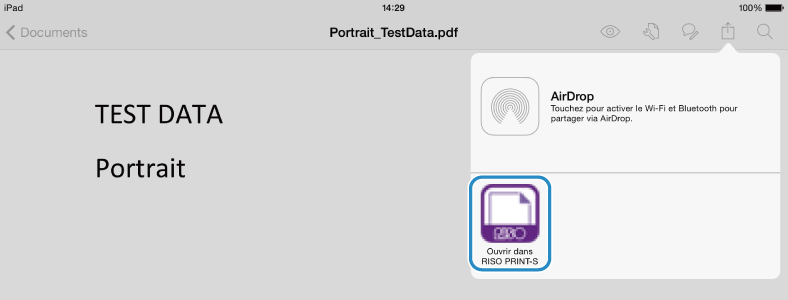 iPad 14:29 100%
Documents Portrait_TestData.pdf
TEST DATA
Portrait
AirDrop
Touchez pour activer le Wi-Fi et Bluetooth pour
partager via AirDrop.
RISO
Ouvrir dans
RISO PRINT-S